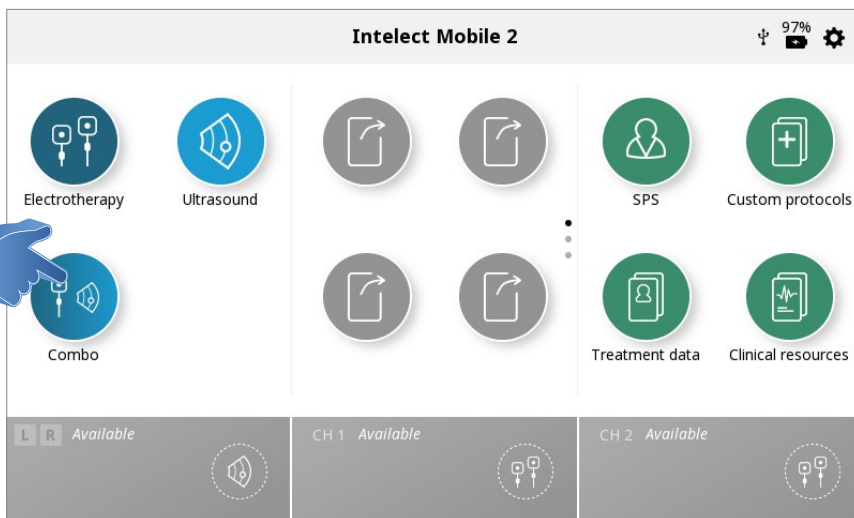 Intelect Mobile 2
97%
Electrotherapy
Ultrasound
SPS
Custom protocols
Combo
Treatment data
Clinical resources
L R Available
CH 1 Available
CH 2 Available